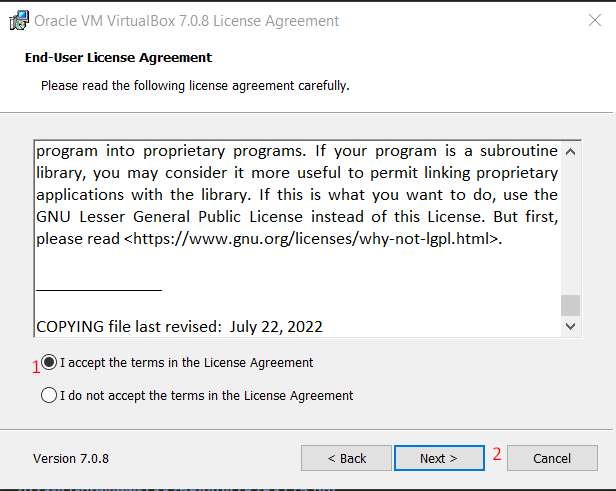 Oracle VM VirtualBox 7.0.8 License Agreement
End-User License Agreement
Please read the following license agreement carefully.
program into proprietary programs. If your program is a subroutine
library, you may consider it more useful to permit linking proprietary
applications with the library. If this is what you want to do, use the
GNU Lesser General Public License instead of this License. But first,
please read <https://www.gnu.org/licenses/why-not-lgpl.html>.
COPYING file last revised: July 22, 2022
1 I accept the terms in the License Agreement
I do not accept the terms in the License Agreement
Version 7.0.8 < Back Next > 2 Cancel